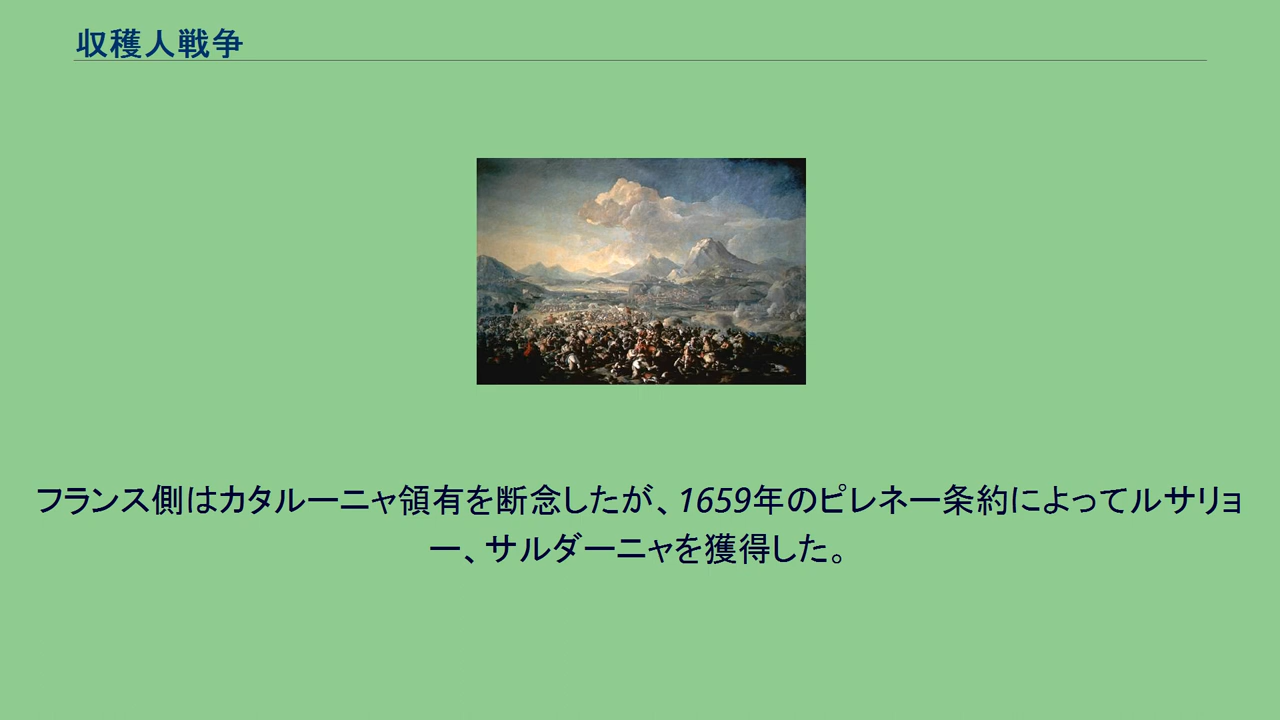 収穫人戦争
フランス側はカタルーニャ領有を断念したが、1659年のピレネー条約によってルサリョ
ー、サルダーニャを獲得した。